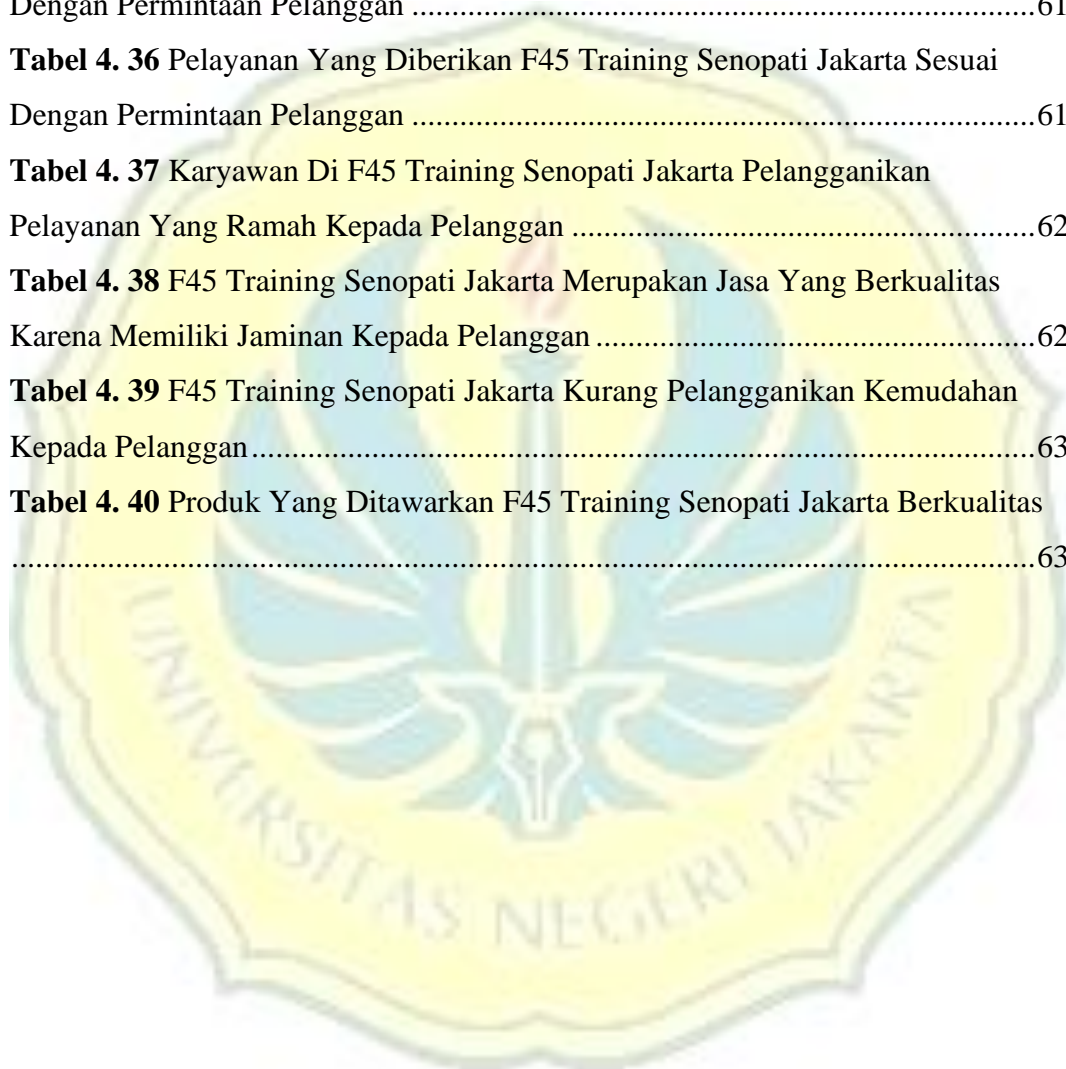 Dengan Permintaan Pelanggan ...............................................................................61
Tabel 4. 36 Pelayanan Yang Diberikan F45 Training Senopati Jakarta Sesuai
Dengan Permintaan Pelanggan ...............................................................................61
Tabel 4. 37 Karyawan Di F45 Training Senopati Jakarta Pelangganikan
Pelayanan Yang Ramah Kepada Pelanggan ...........................................................62
Tabel 4. 38 F45 Training Senopati Jakarta Merupakan Jasa Yang Berkualitas
Karena Memiliki Jaminan Kepada Pelanggan ........................................................62
Tabel 4. 39 F45 Training Senopati Jakarta Kurang Pelangganikan Kemudahan
Kepada Pelanggan....................................................................................................63
Tabel 4. 40 Produk Yang Ditawarkan F45 Training Senopati Jakarta Berkualitas
..................................................................................................................................63
UNIVERSITAS NEGERI JAKARTA